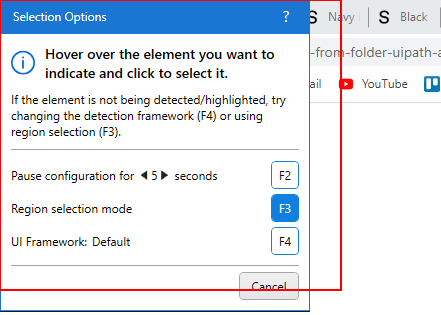 Selection Options ?
S Navy S Black
Hover over the element you want to
indicate and click to select it.
-from-folder-uipath-a
ail YouTube
If the element is not being detected/highlighted, try
changing the detection framework (F4) or using
region selection (F3).
Pause configuration for 5 seconds F2
Region selection mode F3
UI Framework: Default F4
Cancel